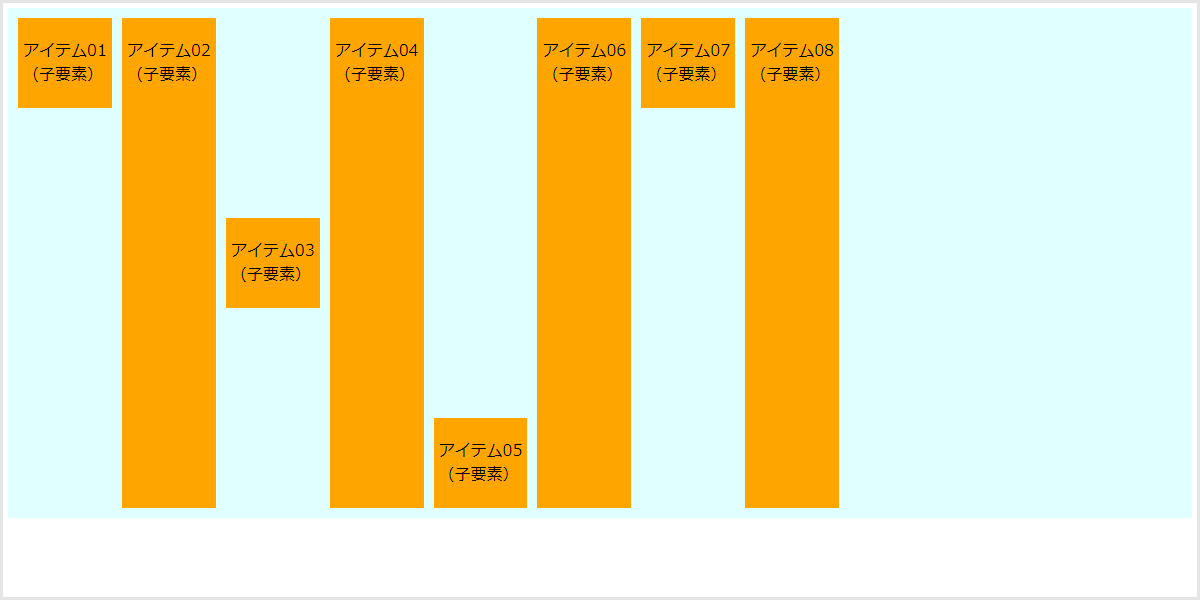 アイテム01
（子要素）
アイテム02
（子要素）
アイテム03
（子要素）
アイテム04
（子要素）
アイテム05
（子要素）
アイテム06
（子要素）
アイテム07
（子要素）
アイテム08
（子要素）